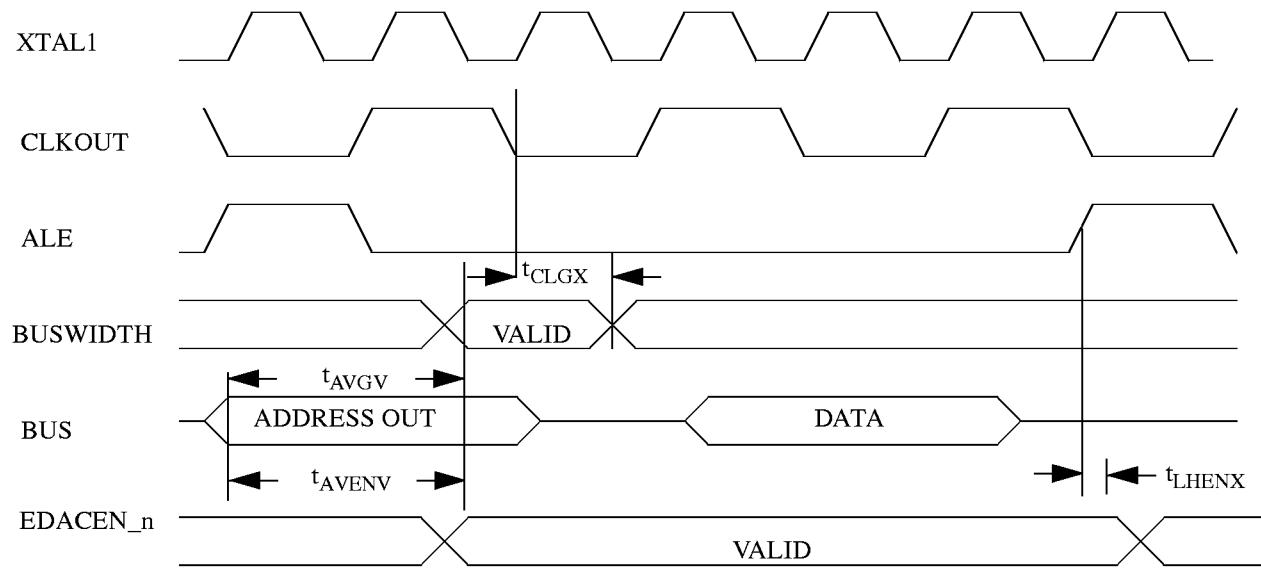 XTAL1
CLKOUT
ALE
tCLGX
BUSWIDTH
VALID
tAVGV
BUS
ADDRESS OUT
DATA
tAVENV
tLHENX
EDACEN_n
VALID